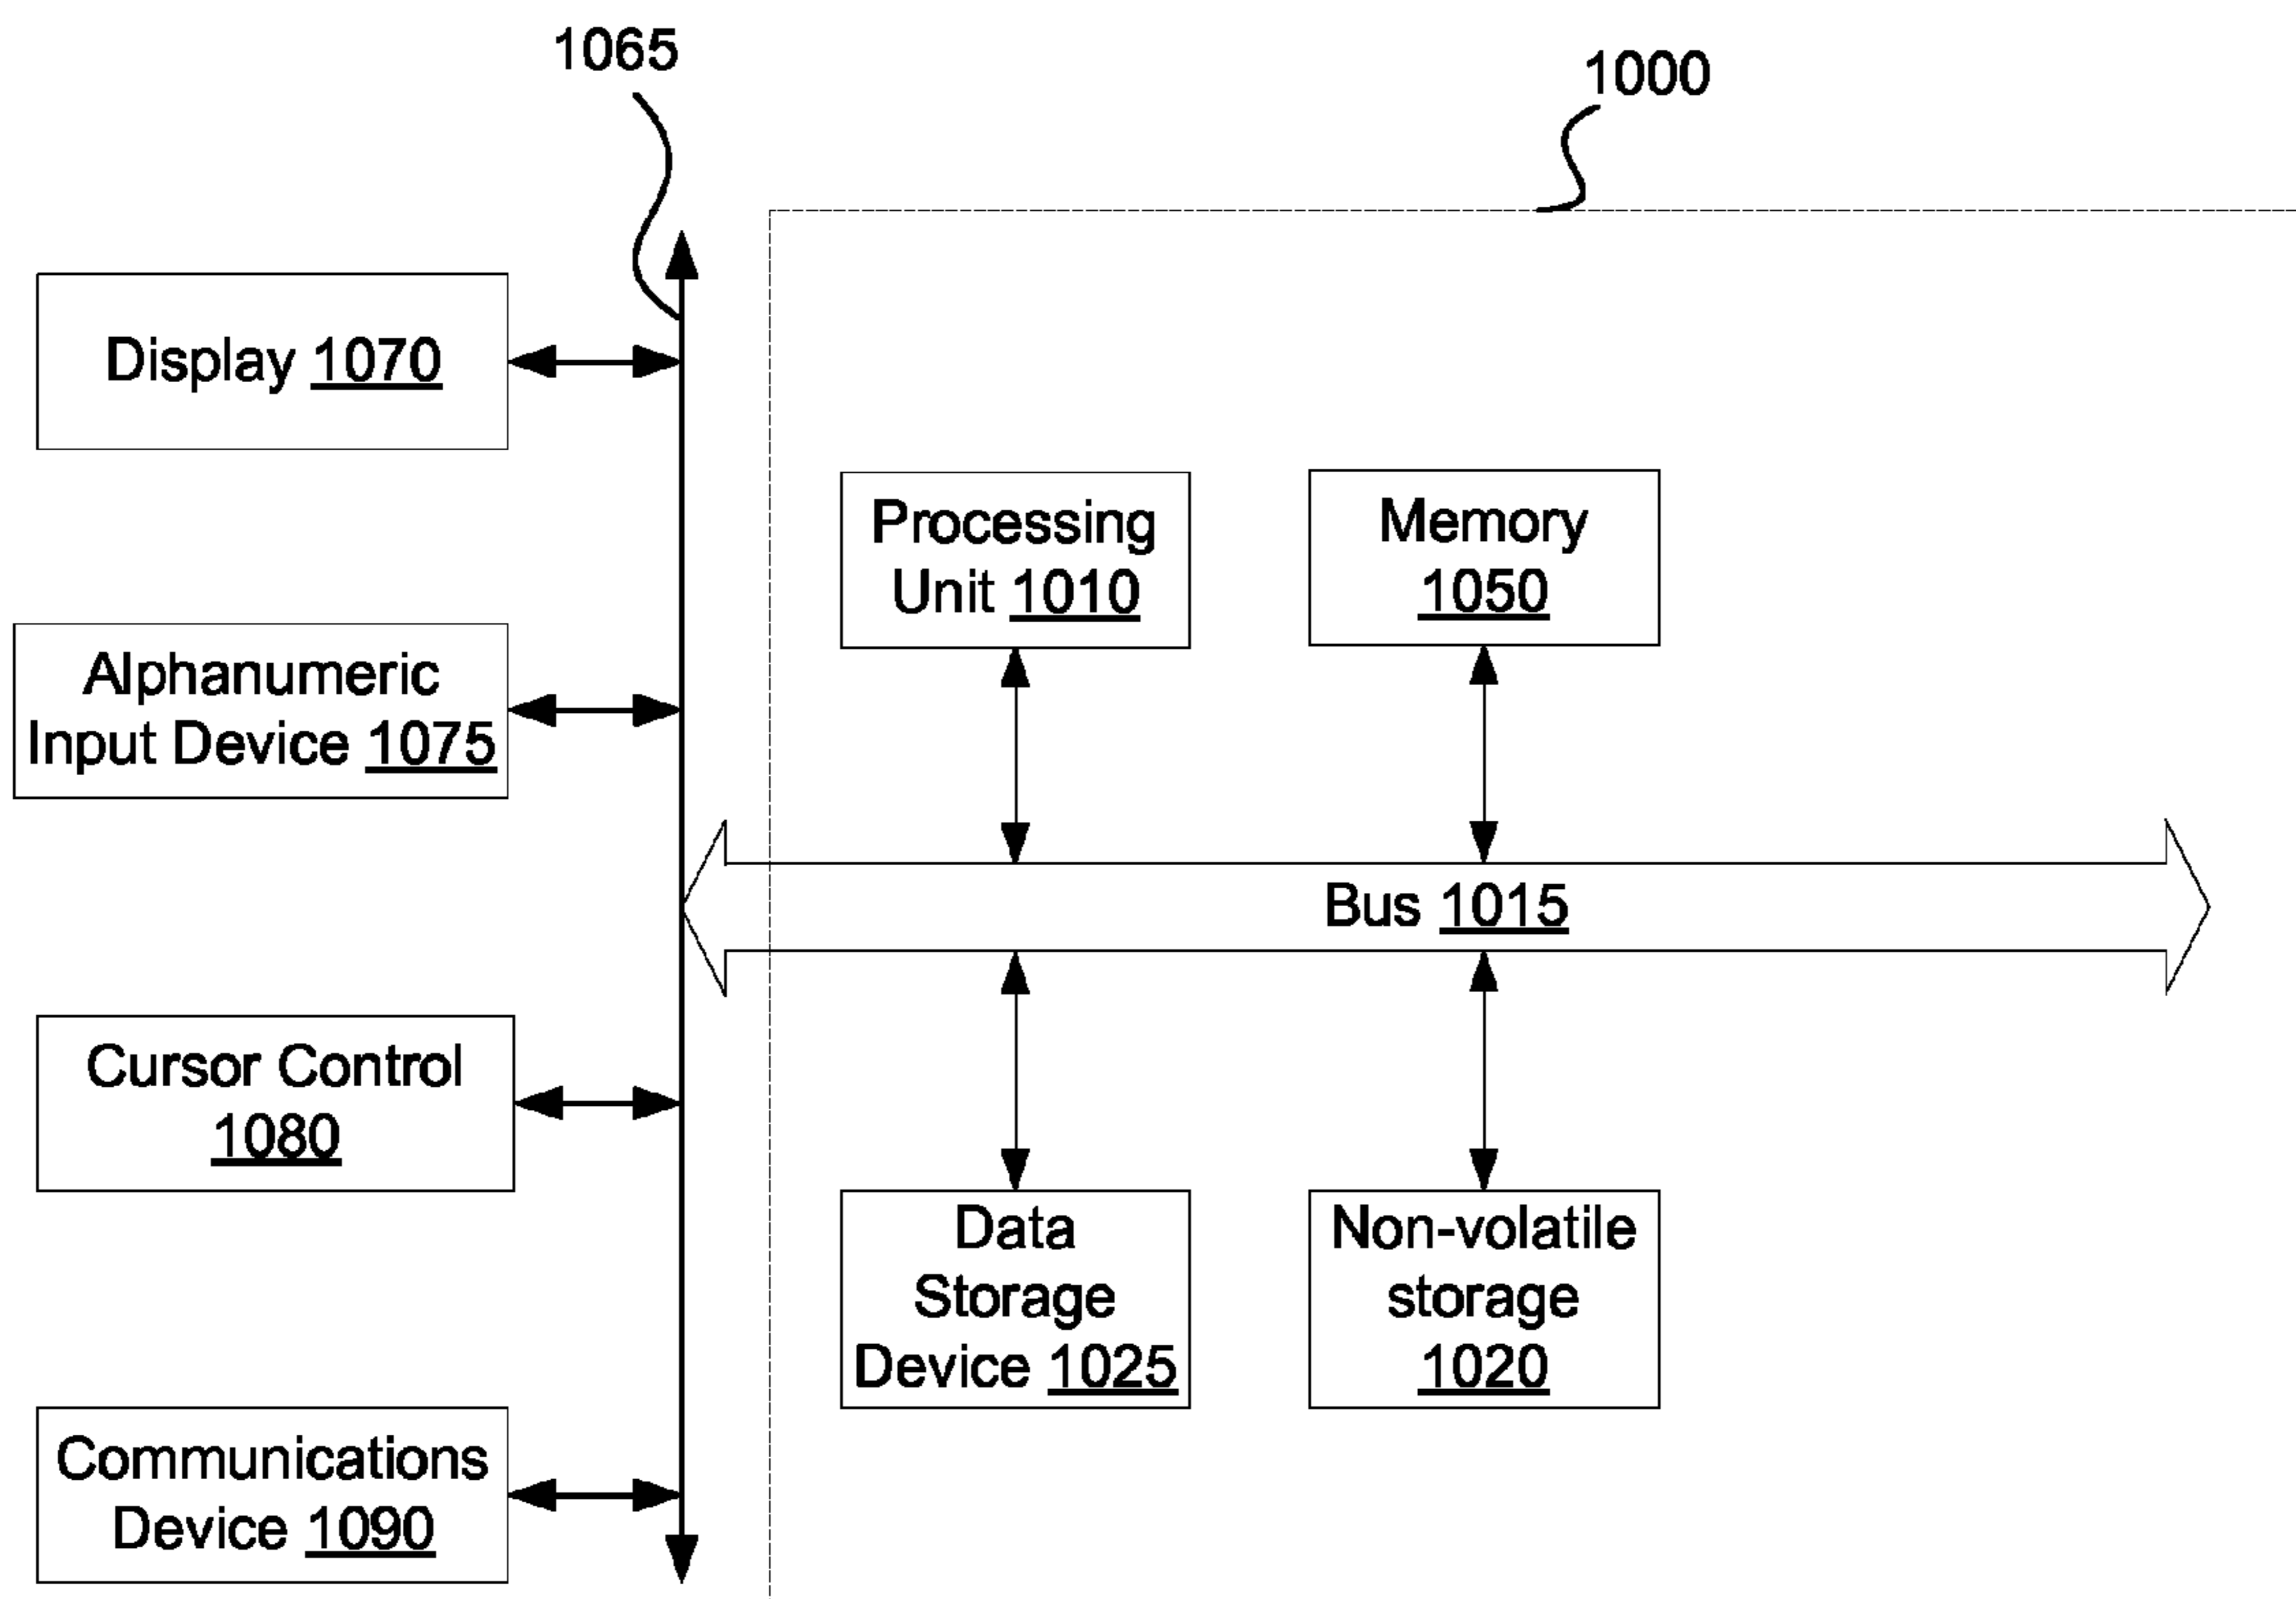 1065
1000
Display 1070
Processing
Unit 1010
Memory
1050
Alphanumeric
Input Device 1075
Bus 1015
Cursor Control
1080
Data
Storage
Device 1025
Non-volatile
storage
1020
Communications
Device 1090